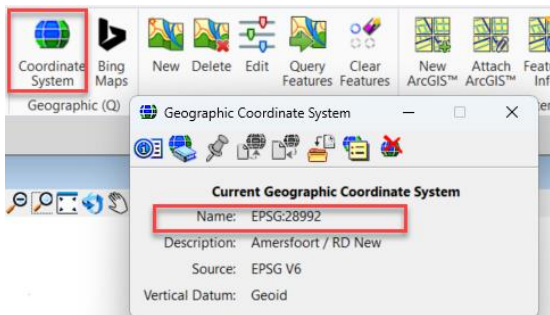 Coordinate System
Bing Maps
New
Delete
Edit
Query Features
Clear Features
New ArcGIS™
Attach ArcGIS™
Geographic (Q)
Geographic Coordinate System
Current Geographic Coordinate System
Name: EPSG:28992
Description: Amersfoort / RD New
Source: EPSG V6
Vertical Datum: Geoid